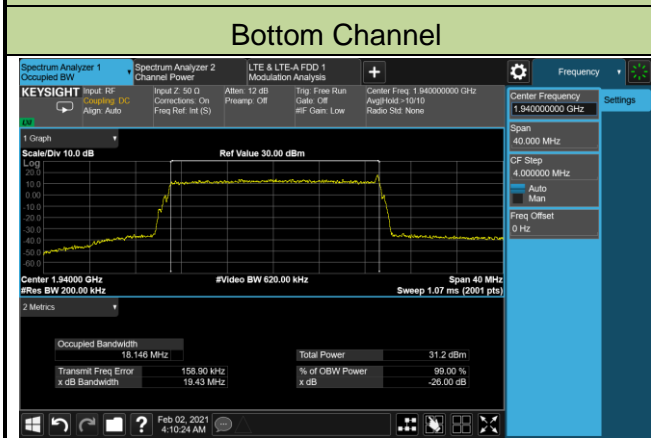 Bottom Channel
Spectrum Analyzer 1
Occupied BW
Spectrum Analyzer 2
Channel Power
LTE & LTE-A FDD 1
Modulation Analysis
+
Frequency
KEYSIGHT
Input: RF
Coupling: DC
Align: Auto
Input Z: 50 Ω
Corrections: On
Freq Ref: Int (S)
Atten: 12 dB
Preamp: Off
Trig: Free Run
Gate: Off
#IF Gain: Low
Center Freq: 1.940000000 GHz
Avg|Hold:>10/10
Radio Std: None
Center Frequency
1.940000000 GHz
Settings
Span
40.000 MHz
CF Step
4.000000 MHz
Auto
Man
Freq Offset
0 Hz
1 Graph
Scale/Div 10.0 dB
Ref Value 30.00 dBm
Log
20.0
10.0
0.00
-10.0
-20.0
-30.0
-40.0
-50.0
-60.0
Center 1.94000 GHz
#Video BW 620.00 kHz
Span 40 MHz
#Res BW 200.00 kHz
Sweep 1.07 ms (2001 pts)
2 Metrics
Occupied Bandwidth
18.146 MHz
Total Power
31.2 dBm
Transmit Freq Error
158.90 kHz
% of OBW Power
99.00 %
x dB Bandwidth
19.43 MHz
x dB
-26.00 dB
?
Feb 02, 2021
4:10:24 AM